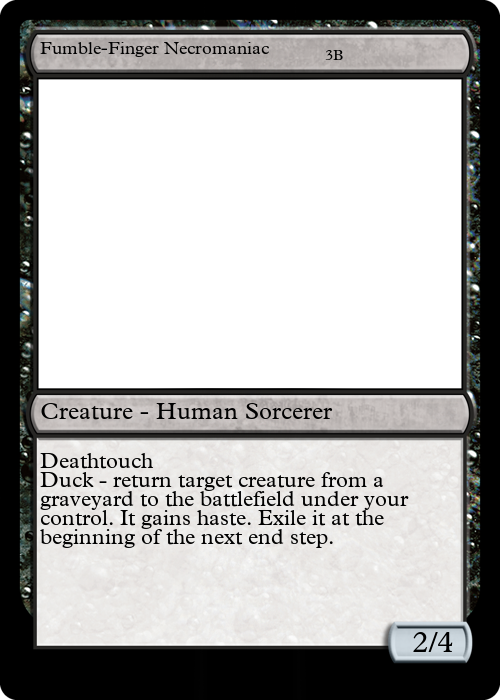 Fumble-Finger Necromaniac
3B
Creature - Human Sorcerer
Deathtouch
Duck - return target creature from a
graveyard to the battlefield under your
control. It gains haste. Exile it at the
beginning of the next end step.
2/4